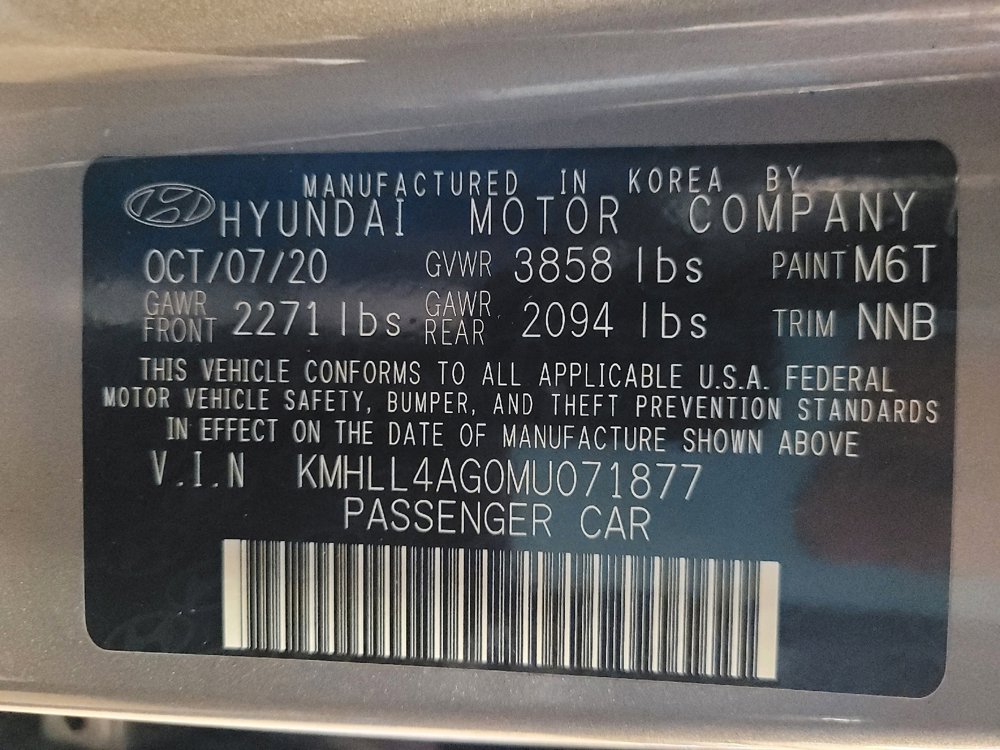 MANUFACTURED IN KOREA BY
HYUNDAI MOTOR COMPANY
OCT/07/20 GVWR 3858 lbs PAINT M6T
GAWR FRONT 2271 lbs GAWR REAR 2094 lbs TRIM NNB
THIS VEHICLE CONFORMS TO ALL APPLICABLE U.S.A. FEDERAL
MOTOR VEHICLE SAFETY, BUMPER, AND THEFT PREVENTION STANDARDS
IN EFFECT ON THE DATE OF MANUFACTURE SHOWN ABOVE
V.I.N KMHLL4AG0MU071877
PASSENGER CAR